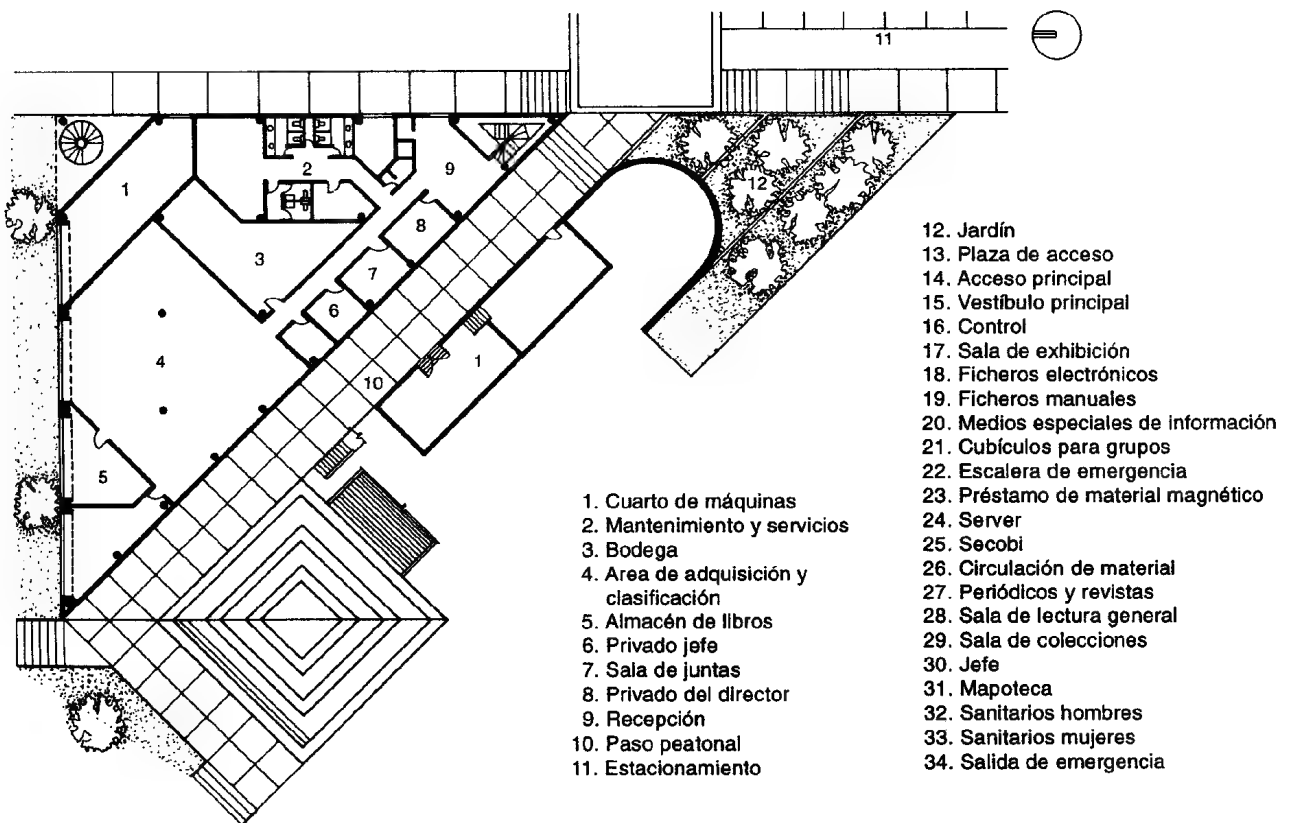 11
1
2
9
12
8
3
7
6
4
10
1
5
1. Cuarto de máquinas
2. Mantenimiento y servicios
3. Bodega
4. Area de adquisición y
clasificación
5. Almacén de libros
6. Privado jefe
7. Sala de juntas
8. Privado del director
9. Recepción
10. Paso peatonal
11. Estacionamiento
12. Jardín
13. Plaza de acceso
14. Acceso principal
15. Vestíbulo principal
16. Control
17. Sala de exhibición
18. Ficheros electrónicos
19. Ficheros manuales
20. Medios especiales de información
21. Cubículos para grupos
22. Escalera de emergencia
23. Préstamo de material magnético
24. Server
25. Secobi
26. Circulación de material
27. Periódicos y revistas
28. Sala de lectura general
29. Sala de colecciones
30. Jefe
31. Mapoteca
32. Sanitarios hombres
33. Sanitarios mujeres
34. Salida de emergencia